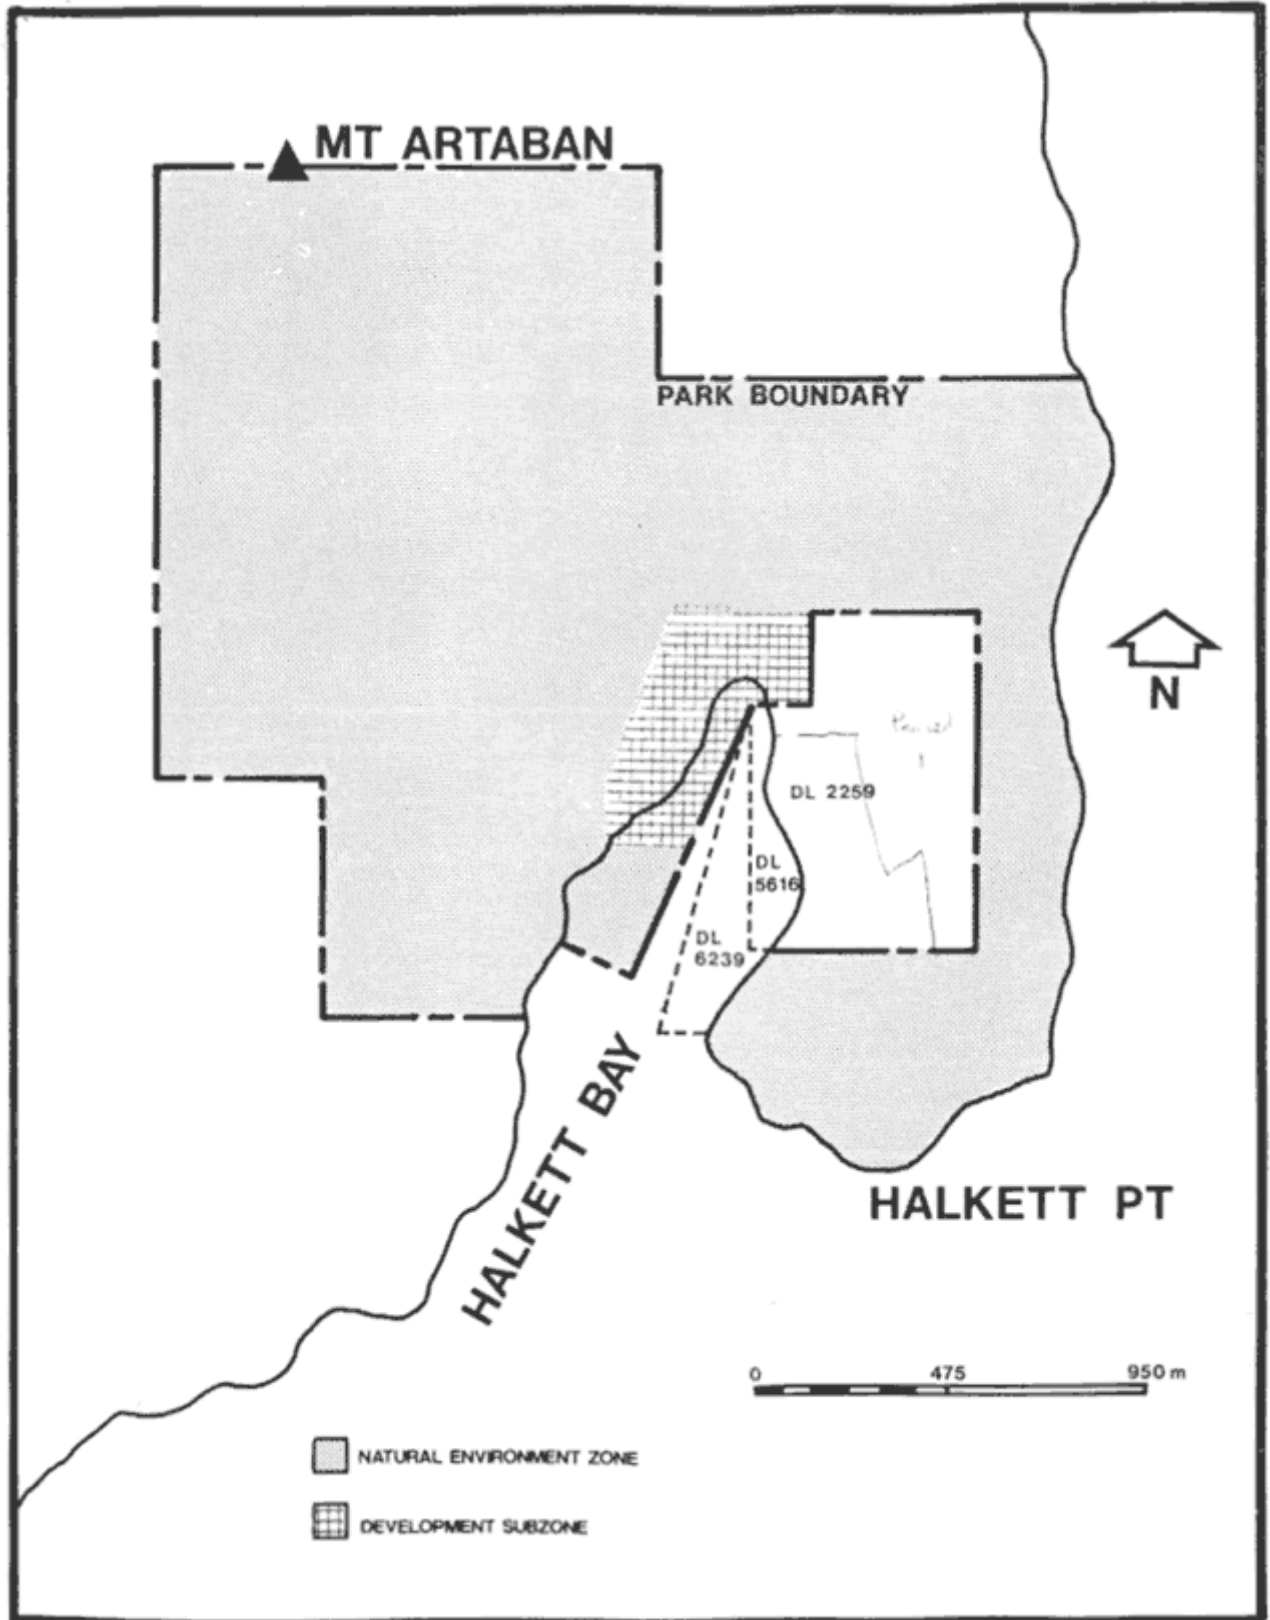 MT ARTABAN
PARK BOUNDARY
N
DL 2259
DL
5616
DL
6239
HALKETT BAY
HALKETT PT
0 475 950 m
NATURAL ENVIRONMENT ZONE
DEVELOPMENT SUBZONE